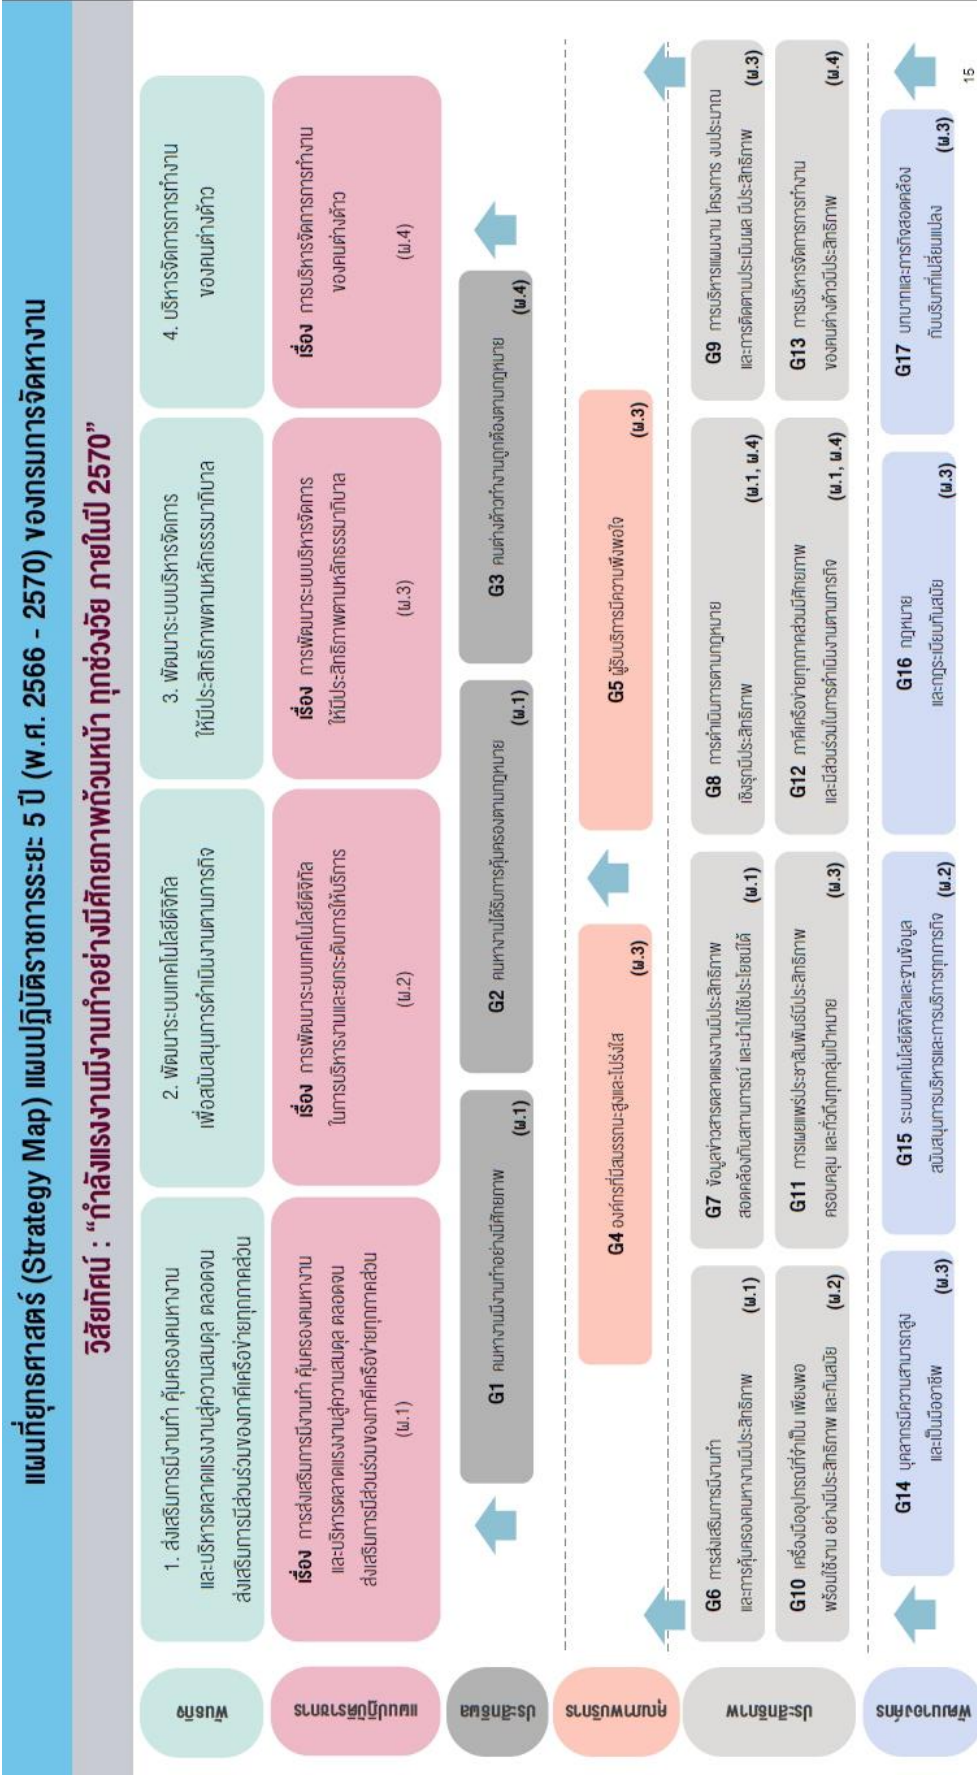 แผนที่ยุทธศาสตร์ (Strategy Map) แผนปฏิบัติราชการระยะ 5 ปี (พ.ศ. 2566 - 2570) ของกรมการจัดหางาน
วิสัยทัศน์ : “กำลังแรงงานมีงานทำอย่างมีศักยภาพถ้วนหน้า ทุกช่วงวัย ภายในปี 2570”
พันธกิจ
1. ส่งเสริมการมีงานทำ คุ้มครองคนหางาน
และบริหารตลาดแรงงานสู่ความสมดุล ตลอดจน
ส่งเสริมการมีส่วนร่วมของภาคีเครือข่ายทุกภาคส่วน
2. พัฒนาระบบเทคโนโลยีดิจิทัล
เพื่อสนับสนุนการดำเนินงานตามภารกิจ
3. พัฒนาระบบบริหารจัดการ
ให้มีประสิทธิภาพตามหลักธรรมาภิบาล
4. บริหารจัดการการทำงาน
ของคนต่างด้าว
แผนปฏิบัติราชการ
เรื่อง การส่งเสริมการมีงานทำ คุ้มครองคนหางาน
และบริหารตลาดแรงงานสู่ความสมดุล ตลอดจน
ส่งเสริมการมีส่วนร่วมของภาคีเครือข่ายทุกภาคส่วน
(ผ.1)
เรื่อง การพัฒนาระบบเทคโนโลยีดิจิทัล
ในการบริหารงานและยกระดับการให้บริการ
(ผ.2)
เรื่อง การพัฒนาระบบบริหารจัดการ
ให้มีประสิทธิภาพตามหลักธรรมาภิบาล
(ผ.3)
เรื่อง การบริหารจัดการการทำงาน
ของคนต่างด้าว
(ผ.4)
ประสิทธิผล
G1 คนหางานมีงานทำอย่างมีศักยภาพ
(ผ.1)
G2 คนหางานได้รับการคุ้มครองตามกฎหมาย
(ผ.1)
G3 คนต่างด้าวทำงานถูกต้องตามกฎหมาย
(ผ.4)
คุณภาพบริการ
G4 องค์กรที่มีสมรรถนะสูงและโปร่งใส
(ผ.3)
G5 ผู้รับบริการมีความพึงพอใจ
(ผ.3)
ประสิทธิภาพ
G6 การส่งเสริมการมีงานทำ
และการคุ้มครองคนหางานมีประสิทธิภาพ (ผ.1)
G7 ข้อมูลข่าวสารตลาดแรงงานมีประสิทธิภาพ
สอดคล้องกับสถานการณ์ และนำไปใช้ประโยชน์ได้ (ผ.1)
G8 การดำเนินการตามกฎหมาย
เชิงรุกมีประสิทธิภาพ (ผ.1, ผ.4)
G9 การบริหารแผนงาน โครงการ งบประมาณ
และการติดตามประเมินผล มีประสิทธิภาพ (ผ.3)
G10 เครื่องมืออุปกรณ์ที่จำเป็น เพียงพอ
พร้อมใช้งาน อย่างมีประสิทธิภาพ และทันสมัย (ผ.2)
G11 การเผยแพร่ประชาสัมพันธ์มีประสิทธิภาพ
ครอบคลุม และทั่วถึงทุกกลุ่มเป้าหมาย (ผ.3)
G12 ภาคีเครือข่ายทุกภาคส่วนมีศักยภาพ
และมีส่วนร่วมในการดำเนินงานตามภารกิจ (ผ.1, ผ.4)
G13 การบริหารจัดการการทำงาน
ของคนต่างด้าวมีประสิทธิภาพ (ผ.4)
พัฒนาองค์กร
G14 บุคลากรมีความสามารถสูง
และเป็นมืออาชีพ (ผ.3)
G15 ระบบเทคโนโลยีดิจิทัลและฐานข้อมูล
สนับสนุนการบริหารและการบริการทุกภารกิจ (ผ.2)
G16 กฎหมาย
และกฎระเบียบทันสมัย (ผ.3)
G17 บทบาทและภารกิจสอดคล้อง
กับบริบทที่เปลี่ยนแปลง (ผ.3)
15